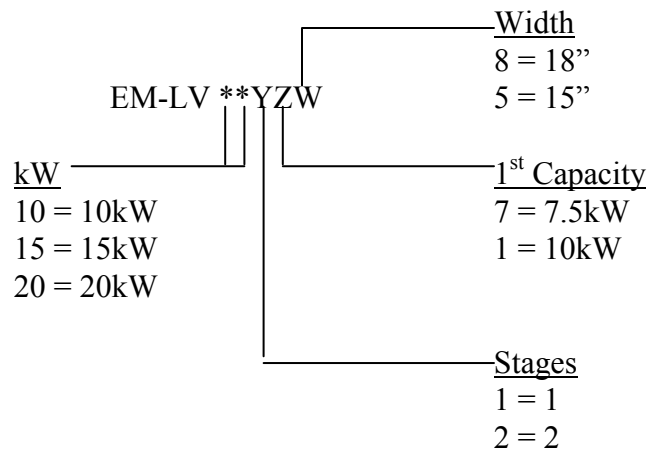 Width
8 = 18”
5 = 15”
EM-LV **YZW
kW
10 = 10kW
15 = 15kW
20 = 20kW
1st Capacity
7 = 7.5kW
1 = 10kW
Stages
1 = 1
2 = 2